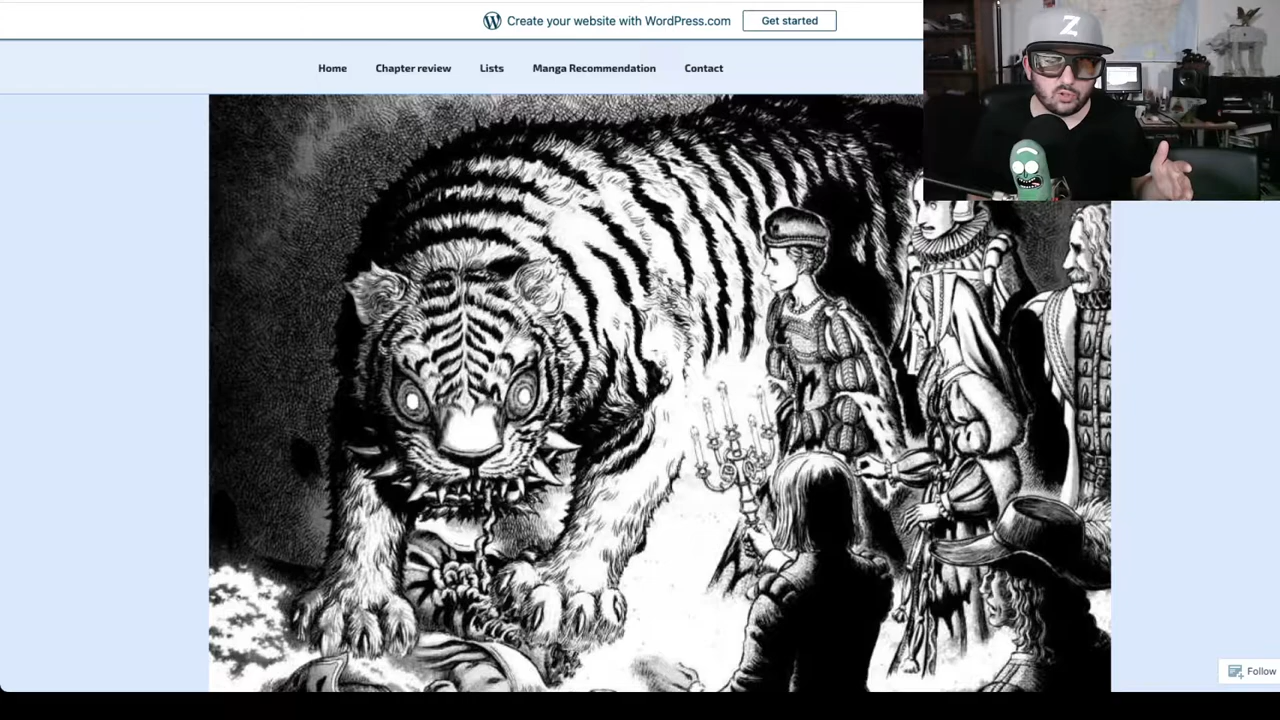 Create your website with WordPress.com Get started
Z
Home Chapter review Lists Manga Recommendation Contact
Follow